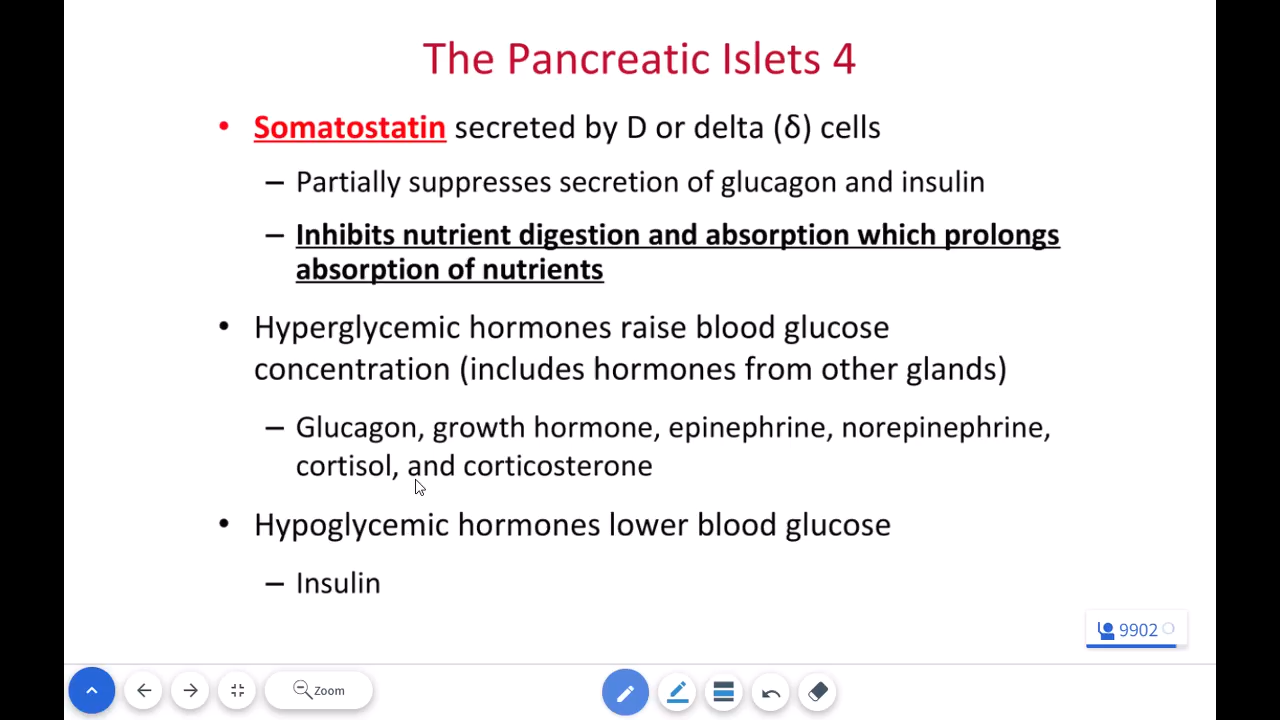 The Pancreatic Islets 4
• Somatostatin secreted by D or delta (δ) cells
– Partially suppresses secretion of glucagon and insulin
– Inhibits nutrient digestion and absorption which prolongs
absorption of nutrients
• Hyperglycemic hormones raise blood glucose
concentration (includes hormones from other glands)
– Glucagon, growth hormone, epinephrine, norepinephrine,
cortisol, and corticosterone
• Hypoglycemic hormones lower blood glucose
– Insulin
9902
Zoom